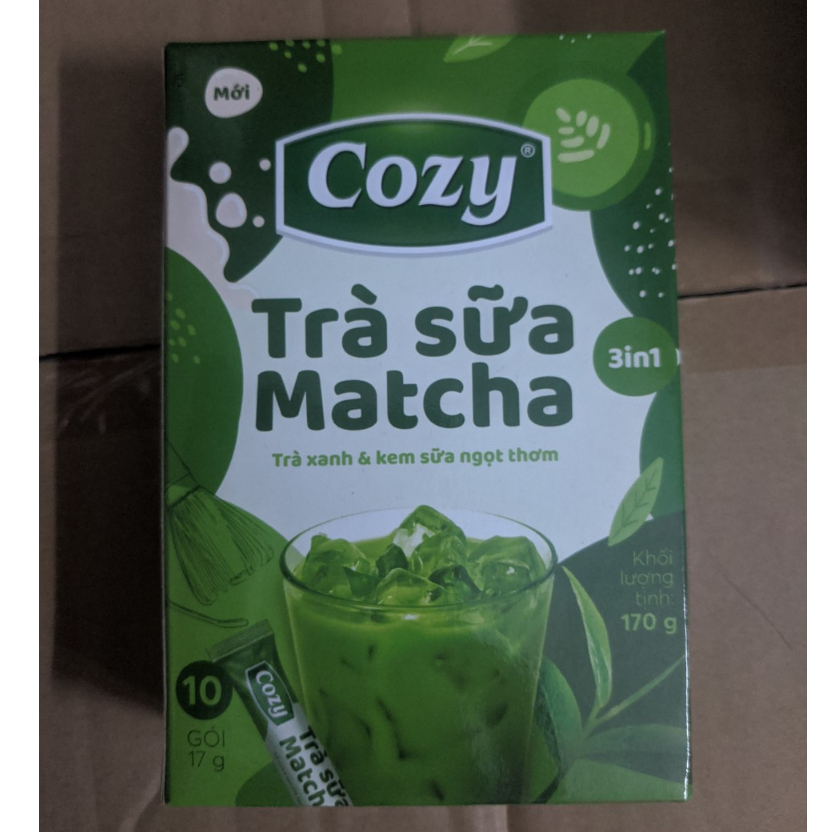 Mới
Cozy®
Trà sữa
Matcha
3in1
Trà xanh & kem sữa ngọt thơm
Khối
lượng
tịnh:
170 g
10
GÓI
17 g
Cozy
Trà sữa
Matcha